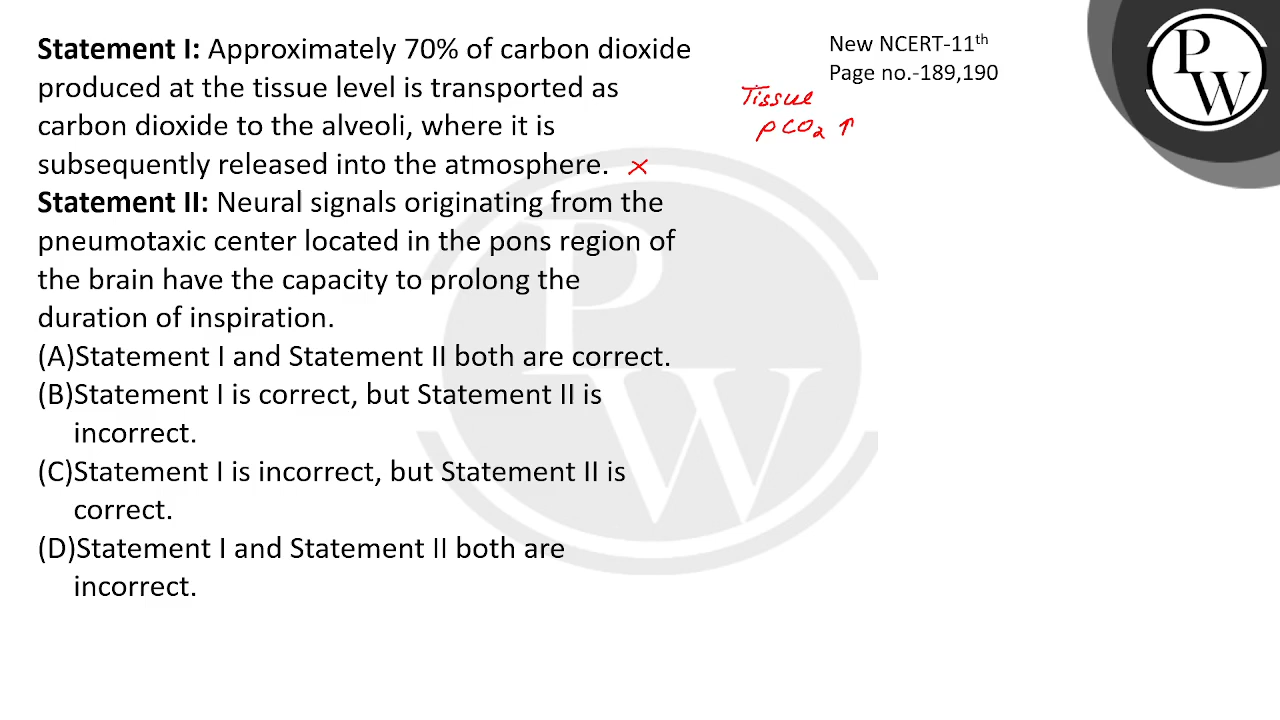 Statement I: Approximately 70% of carbon dioxide
produced at the tissue level is transported as
carbon dioxide to the alveoli, where it is
subsequently released into the atmosphere. ×
Statement II: Neural signals originating from the
pneumotaxic center located in the pons region of
the brain have the capacity to prolong the
duration of inspiration.
(A)Statement I and Statement II both are correct.
(B)Statement I is correct, but Statement II is
incorrect.
(C)Statement I is incorrect, but Statement II is
correct.
(D)Statement I and Statement II both are
incorrect.
New NCERT-11th
Page no.-189,190
Tissue
pCO2 ↑
P
W
P
W